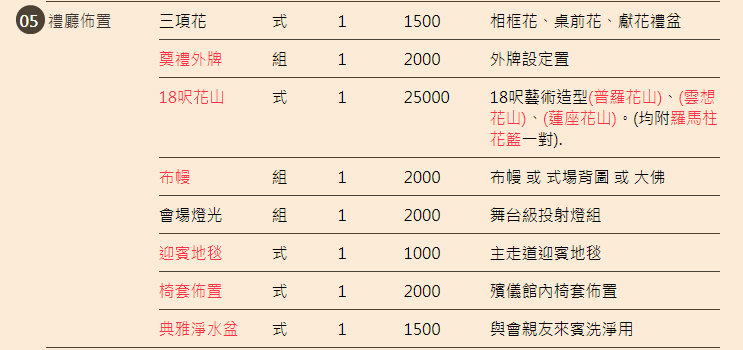 05 禮廳佈置 三項花 式 1 1500 相框花、桌前花、獻花禮盆
奠禮外牌 組 1 2000 外牌設定置
18呎花山 式 1 25000 18呎藝術造型(普羅花山)、(雲想
花山)、(蓮座花山)。(均附羅馬柱
花籃一對).
布幔 組 1 2000 布幔 或 式場背圖 或 大佛
會場燈光 組 1 2000 舞台級投射燈組
迎賓地毯 式 1 1000 主走道迎賓地毯
椅套佈置 式 1 2000 殯儀館內椅套佈置
典雅淨水盆 式 1 1500 與會親友來賓洗淨用